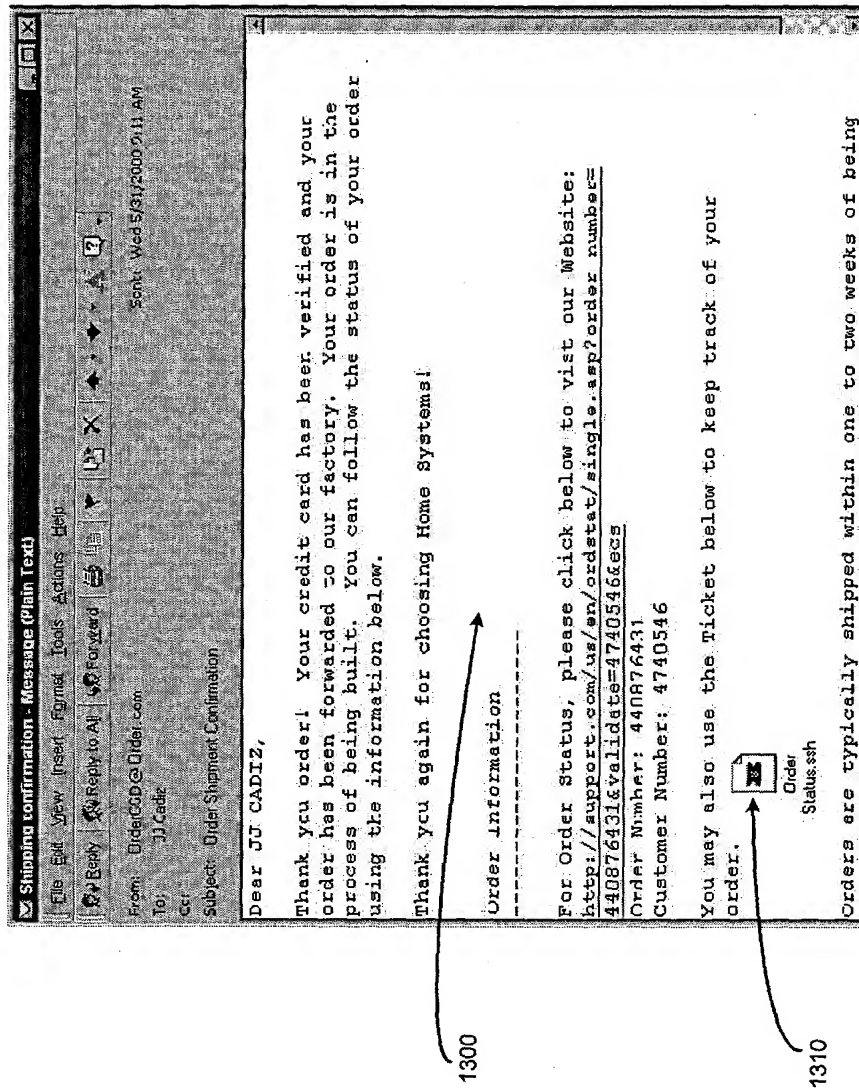 Shipping confirmation - Message (Plain Text)
File Edit View Insert Format Tools Actions Help
Reply Reply to All Forward
From: OrderCGD@Order.com
Sent: Wed 5/31/2000 9:11 AM
To: JJ Cadiz
Cc:
Subject: Order Shipment Confirmation
Dear JJ CADIZ,
Thank you order! Your credit card has been verified and your
order has been forwarded to our factory. Your order is in the
process of being built. You can follow the status of your order
using the information below.
Thank you again for choosing Home Systems!
Order information
-------------------
For Order Status, please click below to vist our Website:
http://support.com/us/en/ordstat/single.asp?order number=
440876431&validate=4740546&ecs
Order Number: 440876431
Customer Number: 4740546
You may also use the Ticket below to keep track of your
order.
Order
Status.ssh
Orders are typically shipped within one to two weeks of being
1300
1310